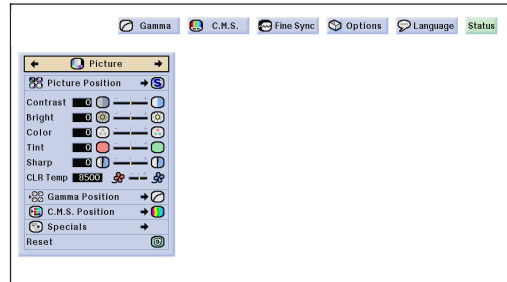 Gamma C.M.S. Fine Sync Options Language Status
Picture
Picture Position S
Contrast 0
Bright 0
Color 0
Tint 0
Sharp 0
CLR Temp 8500
Gamma Position
C.M.S. Position
Specials
Reset